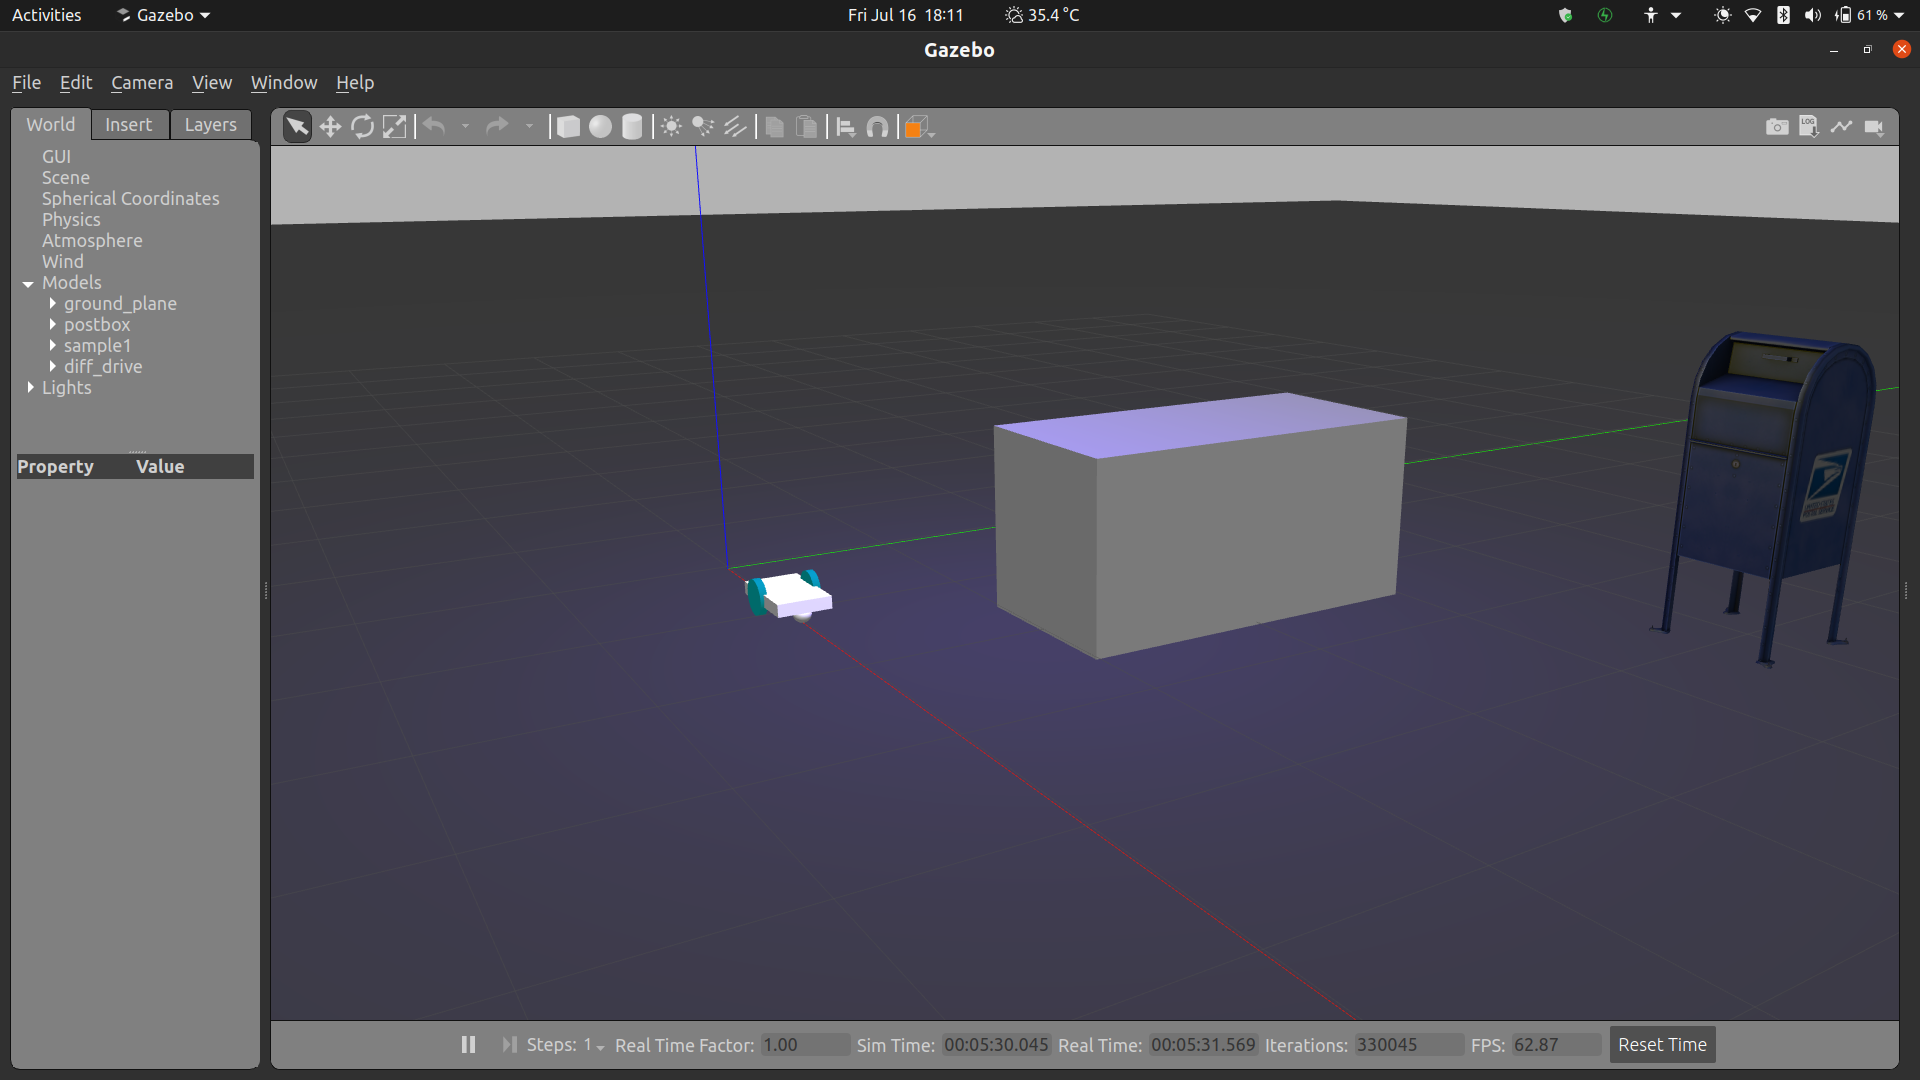 Activities Gazebo Fri Jul 16 18:11 35.4 °C 61 %
Gazebo
File Edit Camera View Window Help
World Insert Layers
LOG
GUI
Scene
Spherical Coordinates
Physics
Atmosphere
Wind
Models
ground_plane
postbox
sample1
diff_drive
Lights
Property Value
Steps: 1 Real Time Factor: 1.00 Sim Time: 00:05:30.045 Real Time: 00:05:31.569 Iterations: 330045 FPS: 62.87 Reset Time